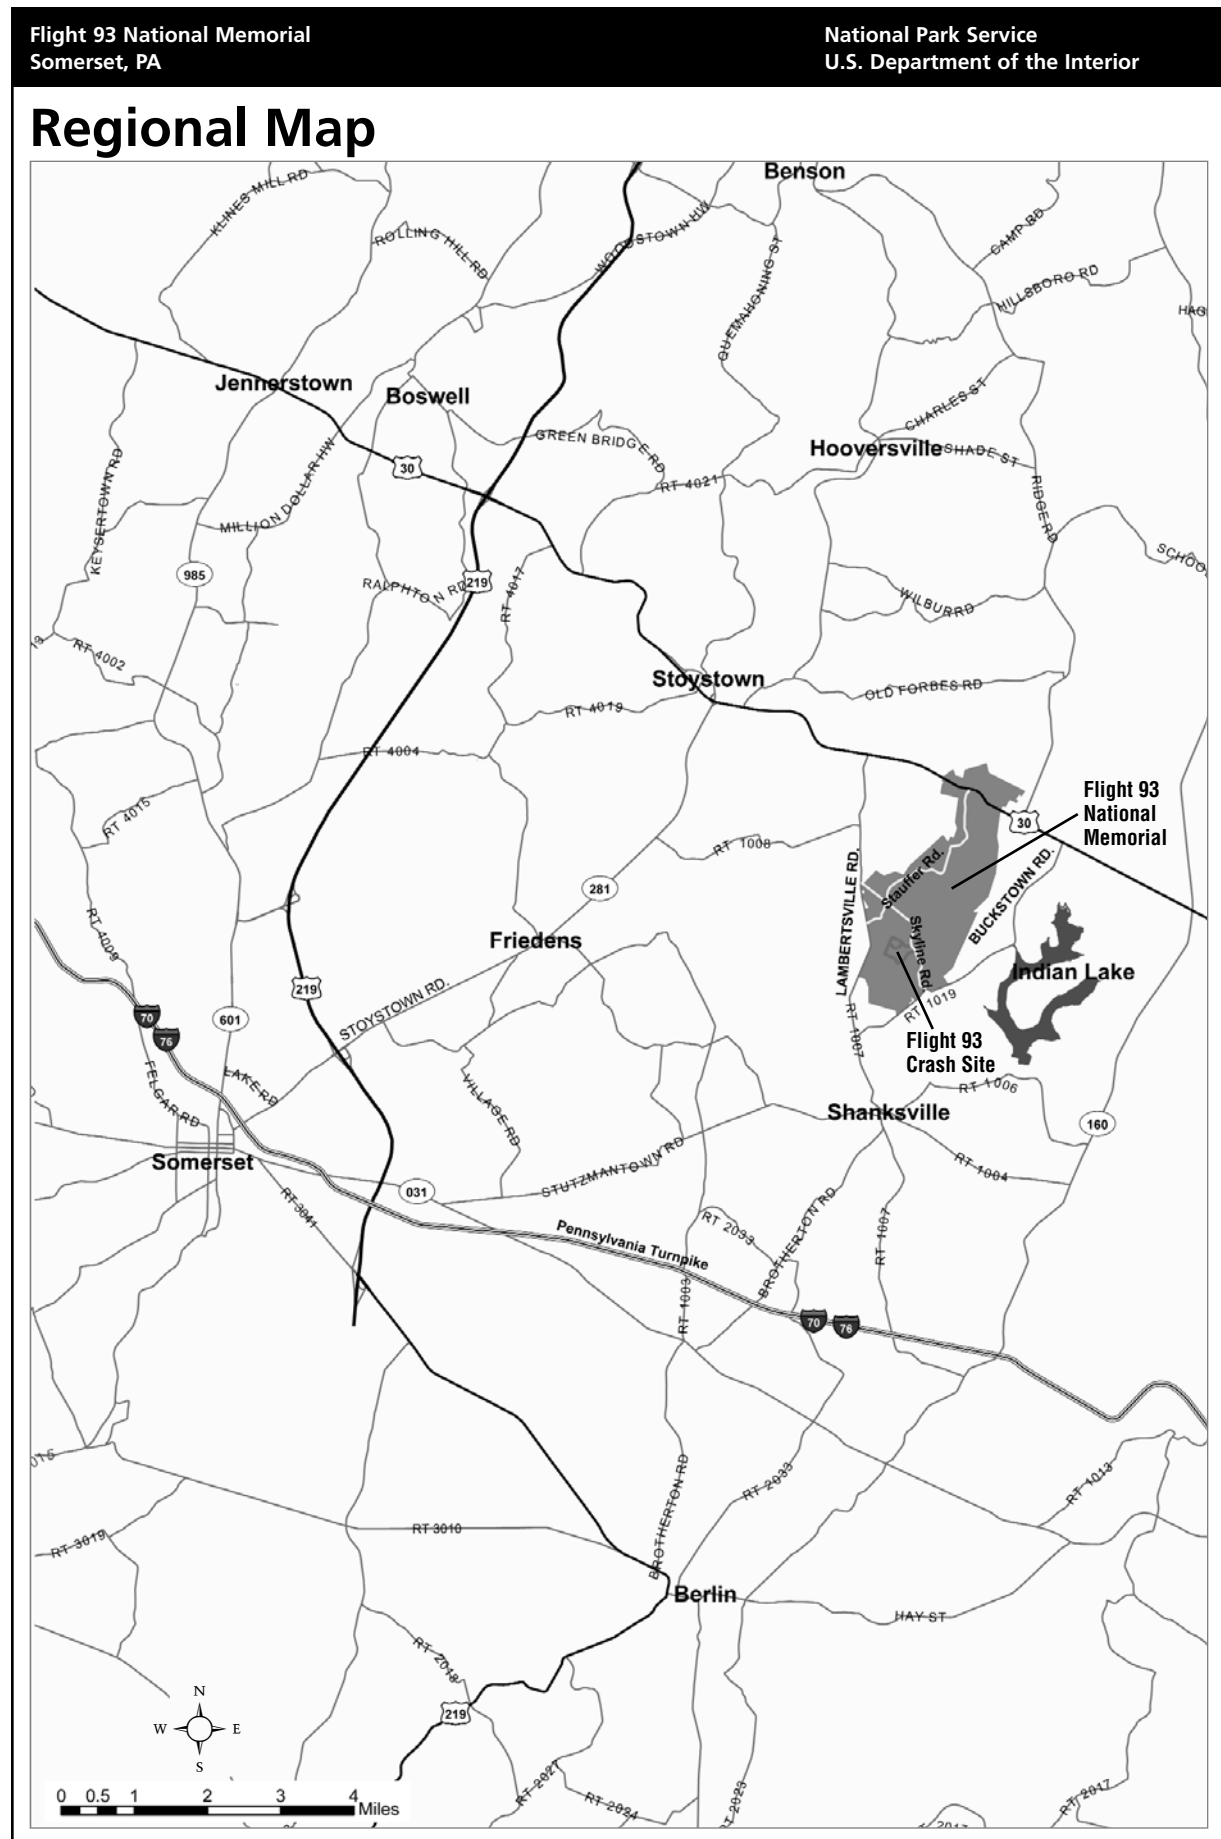 Flight 93 National Memorial
Somerset, PA
National Park Service
U.S. Department of the Interior
Regional Map
Benson
KLINES MILL RD
ROLLING HILL RD
WOODSTOWN HW
QUEMAHONING ST
CAMP RD
HILLSBORO RD
HAG
Jennerstown
Boswell
CHARLES ST
GREEN BRIDGE RD
Hooversville
SHADE ST
30
RT 4021
KEYSERTOWN RD
MILLION DOLLAR HW
RIDGE RD
SCHOO
985
RALPHTON RD
219
RT 4017
WILBUR RD
13
RT 4002
Stoystown
OLD FORBES RD
RT 4019
RT 4004
Flight 93
National
Memorial
30
RT 4015
RT 1008
LAMBERTSVILLE RD.
Stauffer Rd.
BUCKSTOWN RD.
281
RT 4009
Friedens
Skyline Rd
Indian Lake
219
STOYSTOWN RD.
RT 1019
70
76
601
RT 1007
Flight 93
Crash Site
FELGAR RD
LAKE RD
VILLAGE RD
RT 1006
Shanksville
160
Somerset
STUTZMANTOWN RD
RT 1004
031
RT 3041
RT 2033
BROTHERTON RD
RT 1007
Pennsylvania Turnpike
RT 1003
70
76
015
BROTHERTON RD
RT 2033
RT 1013
RT 3019
RT 3010
Berlin
HAY ST
RT 2018
219
N
W
E
S
RT 2027
RT 2024
RT 2023
RT 2017
2017
0 0.5 1 2 3 4
Miles